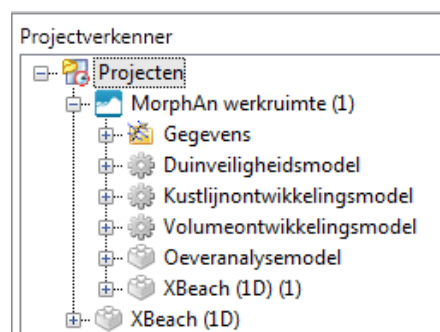 Projectverkenner
Projecten
MorphAn werkruimte (1)
Gegevens
Duinveiligheidsmodel
Kustlijnontwikkelingsmodel
Volumeontwikkelingsmodel
Oeveranalysemodel
XBeach (1D) (1)
XBeach (1D)